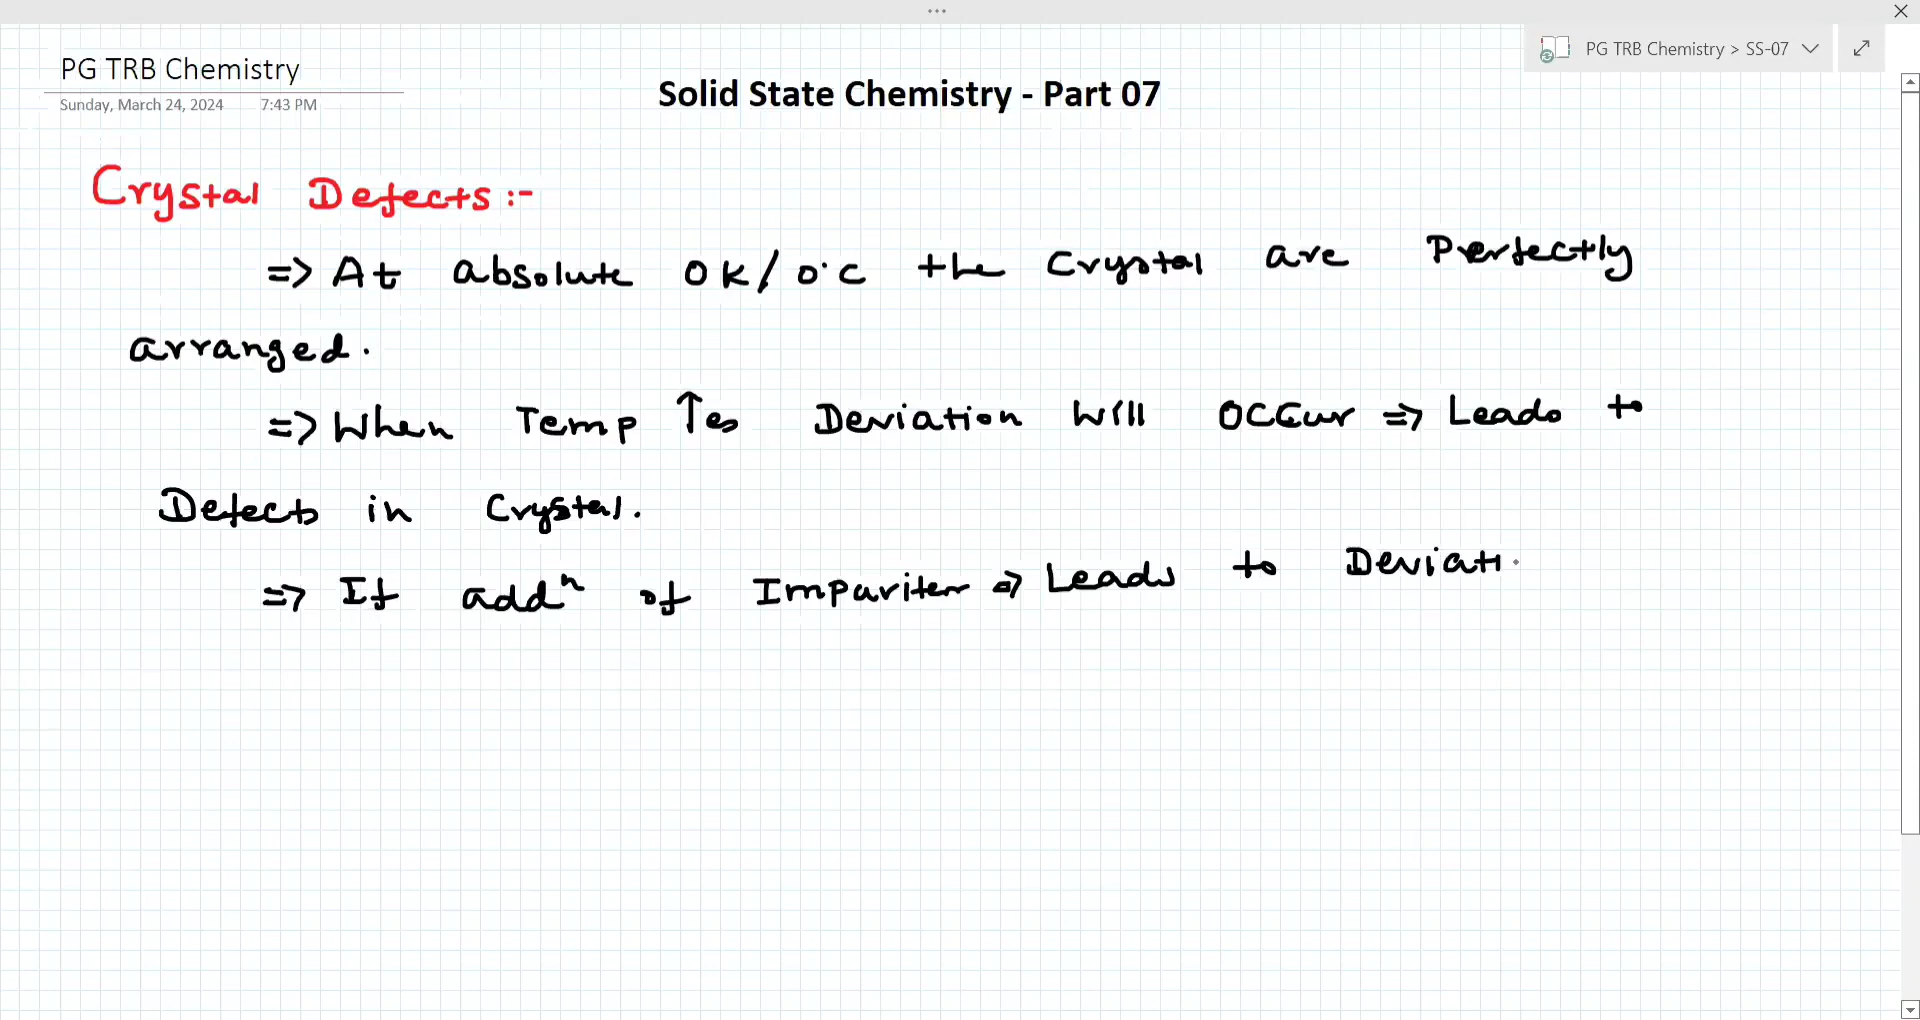 PG TRB Chemistry > SS-07
PG TRB Chemistry
Sunday, March 24, 2024 7:43 PM
Solid State Chemistry - Part 07
Crystal Defects :-
=> At absolute 0K/0°C the Crystal are Perfectly
arranged.
=> When Temp ↑es Deviation will occur => Leads to
Defects in Crystal.
=> If addⁿ of Impurities => Leads to Deviati